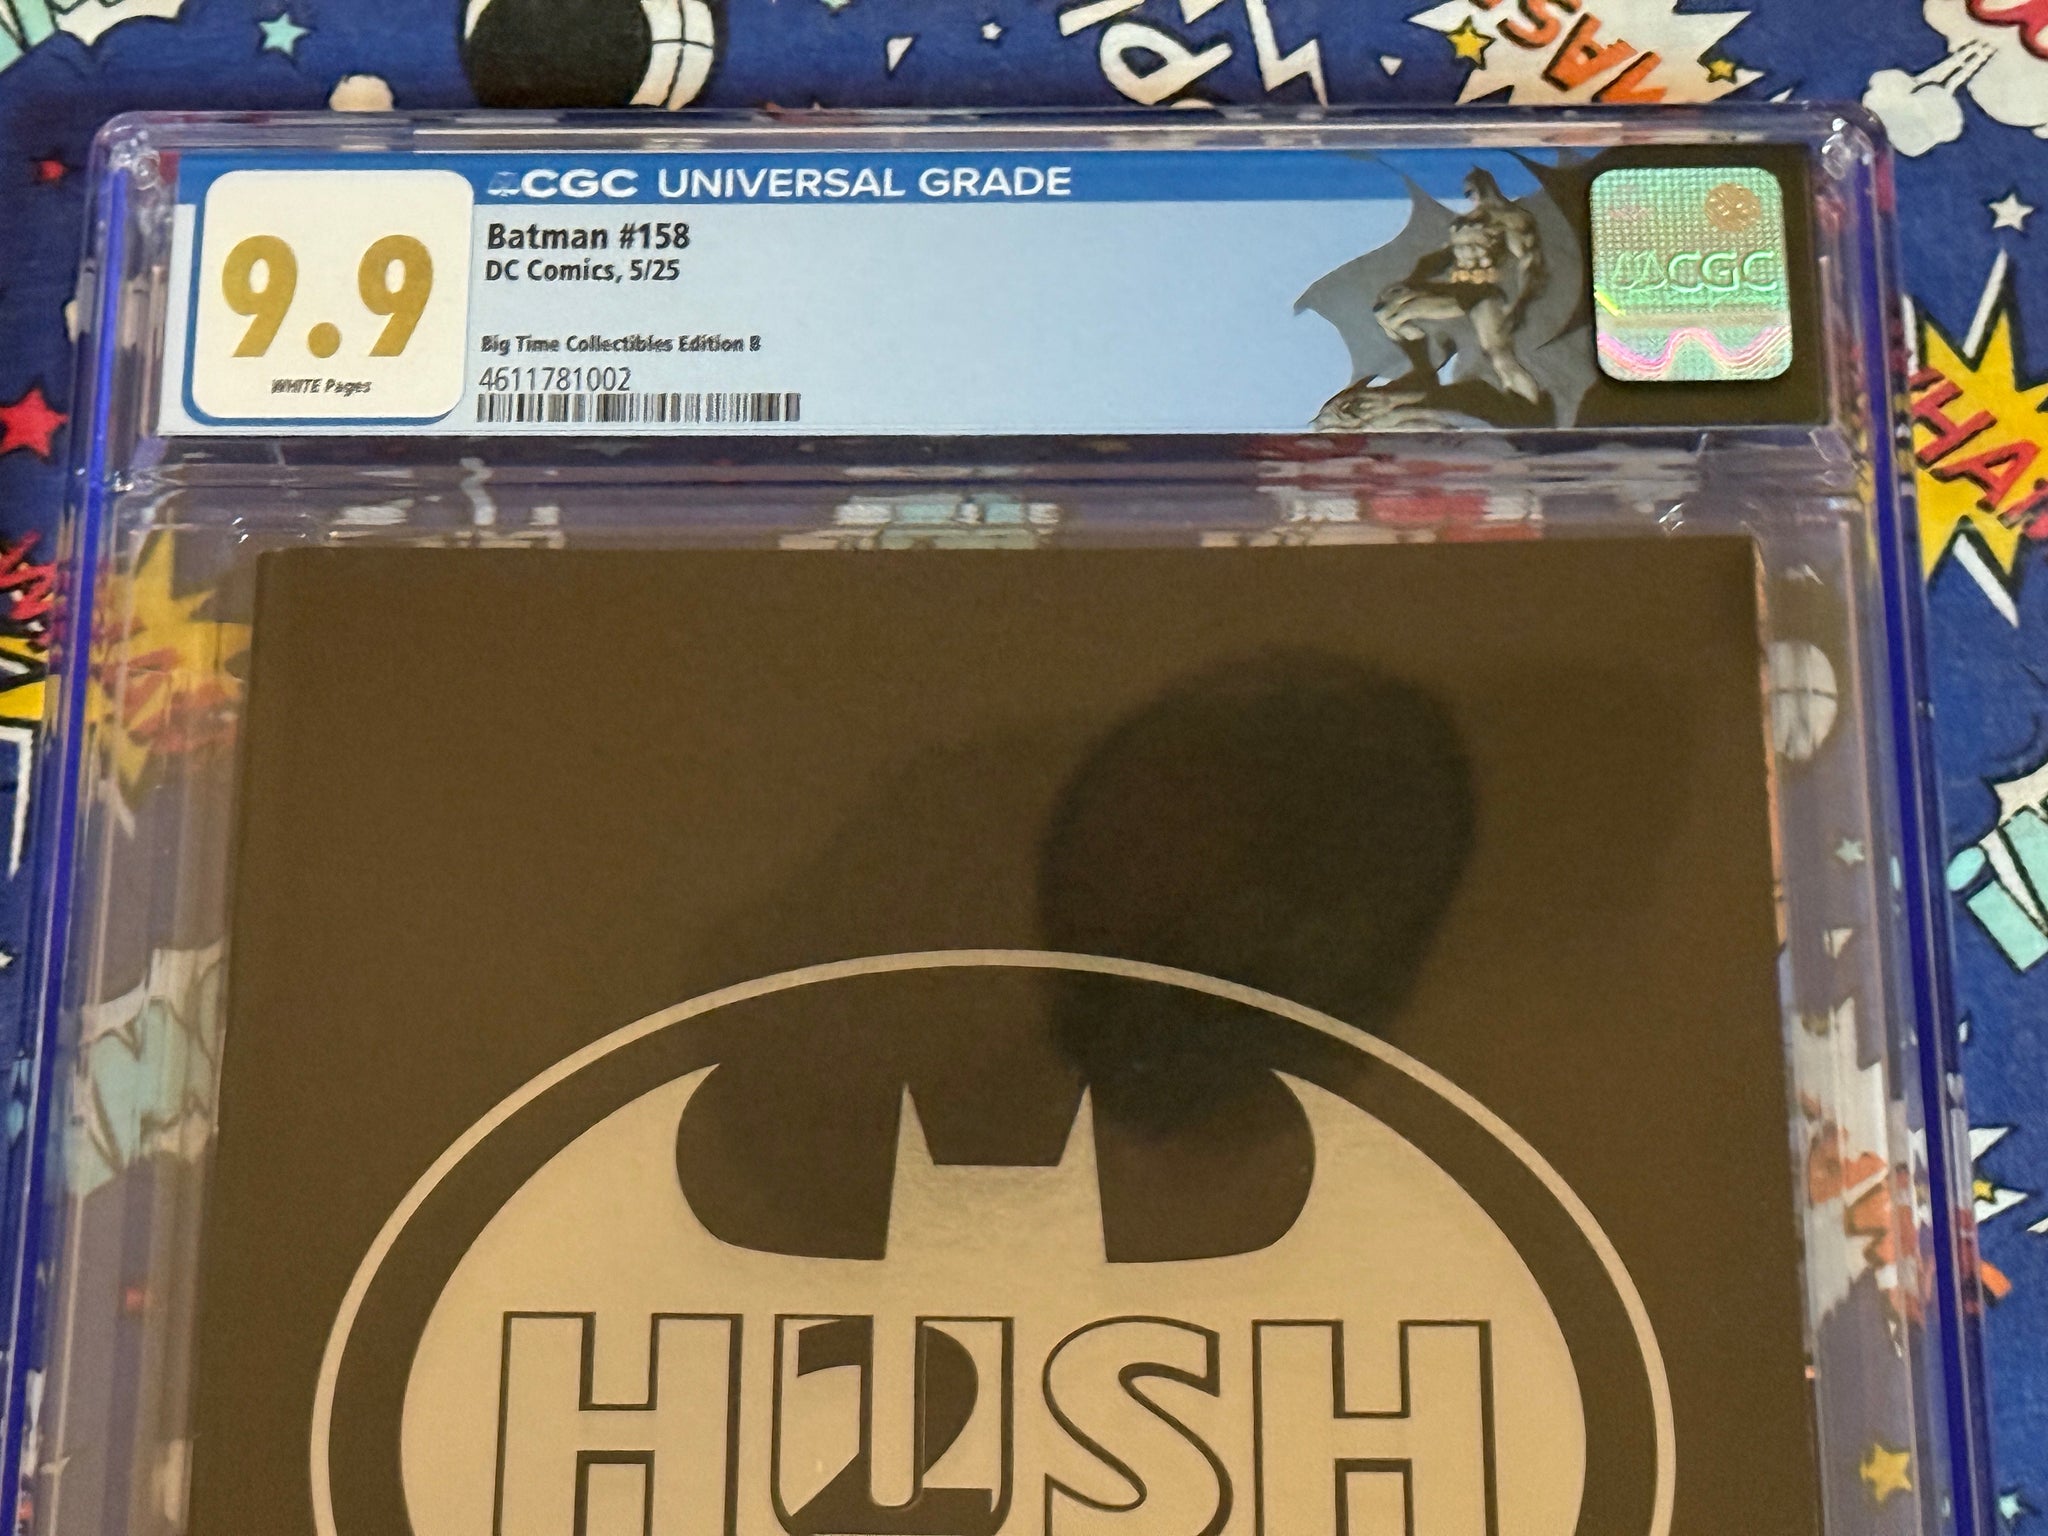 CGC UNIVERSAL GRADE
9.9
WHITE Pages
Batman #158
DC Comics, 5/25
Big Time Collectibles Edition B
4611781002
CGC
HUSH
2